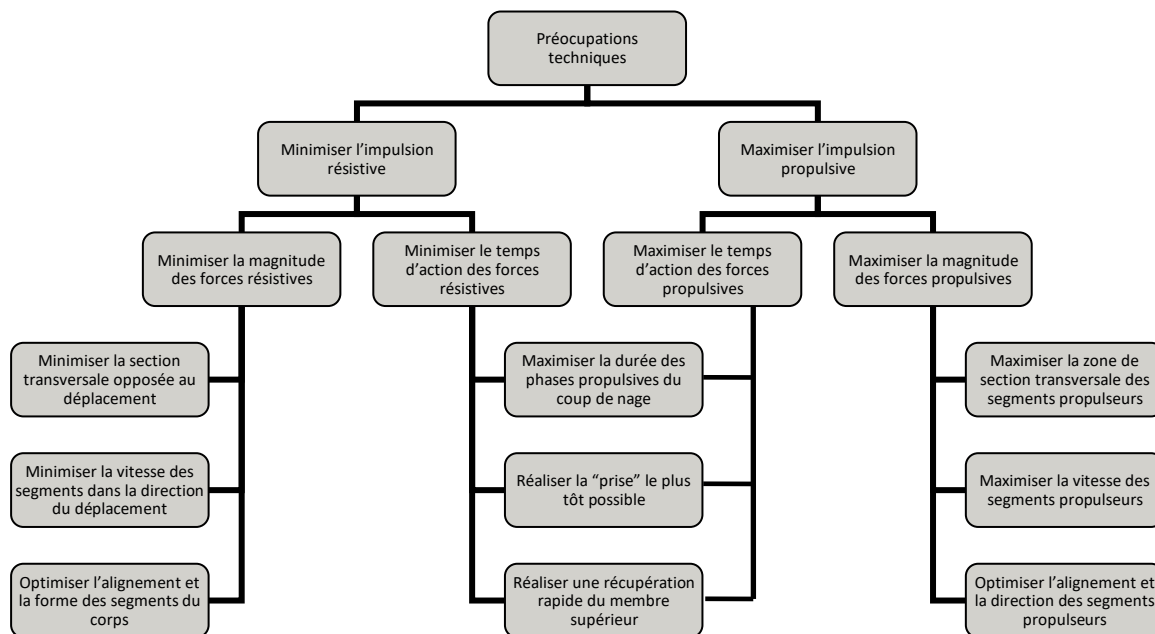 Préocupations
techniques
Minimiser l’impulsion
résistive
Maximiser l’impulsion
propulsive
Minimiser la magnitude
des forces résistives
Minimiser le temps
d’action des forces
résistives
Maximiser le temps
d’action des forces
propulsives
Maximiser la magnitude
des forces propulsives
Minimiser la section
transversale opposée au
déplacement
Maximiser la durée des
phases propulsives du
coup de nage
Maximiser la zone de
section transversale des
segments propulseurs
Minimiser la vitesse des
segments dans la direction
du déplacement
Réaliser la “prise” le plus
tôt possible
Maximiser la vitesse des
segments propulseurs
Optimiser l’alignement et
la forme des segments du
corps
Réaliser une récupération
rapide du membre
supérieur
Optimiser l’alignement et
la direction des segments
propulseurs